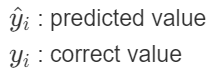 ŷᵢ : predicted value
yᵢ : correct value